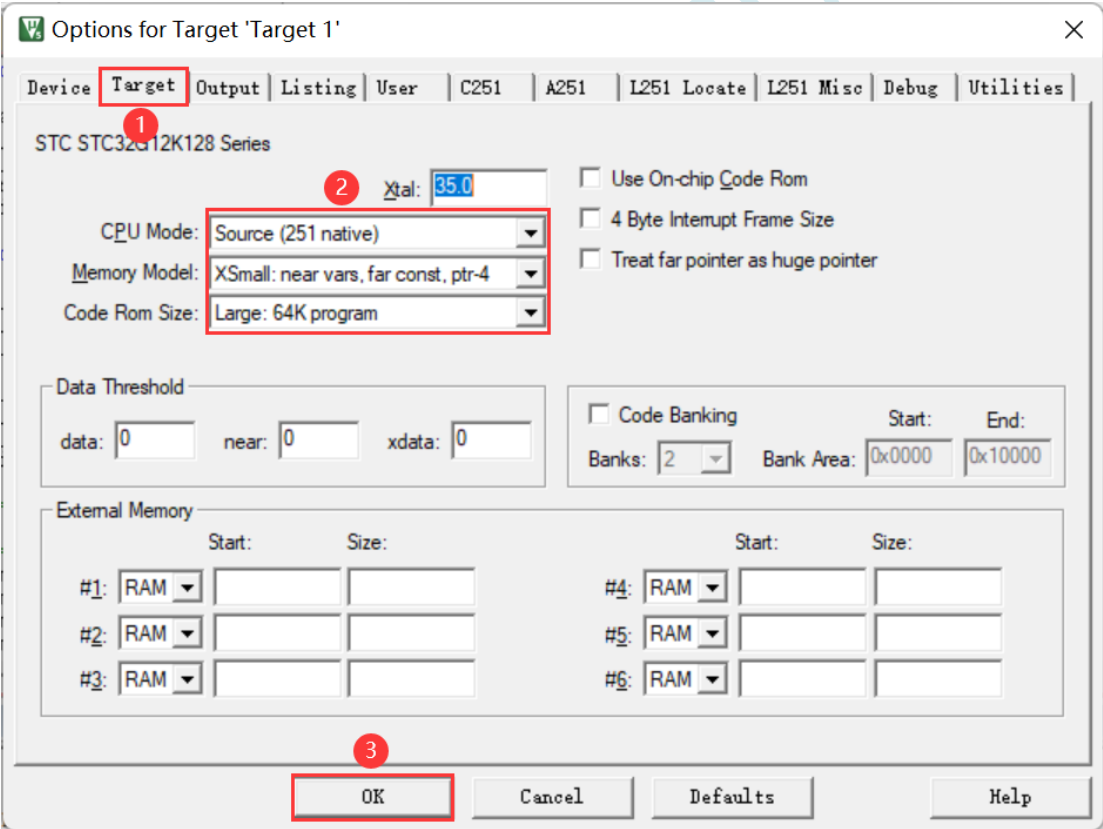 Options for Target 'Target 1'
Device Target Output Listing User C251 A251 L251 Locate L251 Misc Debug Utilities
1
STC STC32G12K128 Series
2 Xtal: 35.0 Use On-chip Code Rom
CPU Mode: Source (251 native) 4 Byte Interrupt Frame Size
Memory Model: XSmall: near vars, far const, ptr-4 Treat far pointer as huge pointer
Code Rom Size: Large: 64K program
Data Threshold
data: 0 near: 0 xdata: 0
Code Banking Start: End:
Banks: 2 Bank Area: 0x0000 0x10000
External Memory
Start: Size: Start: Size:
#1: RAM #4: RAM
#2: RAM #5: RAM
#3: RAM #6: RAM
3
OK Cancel Defaults Help